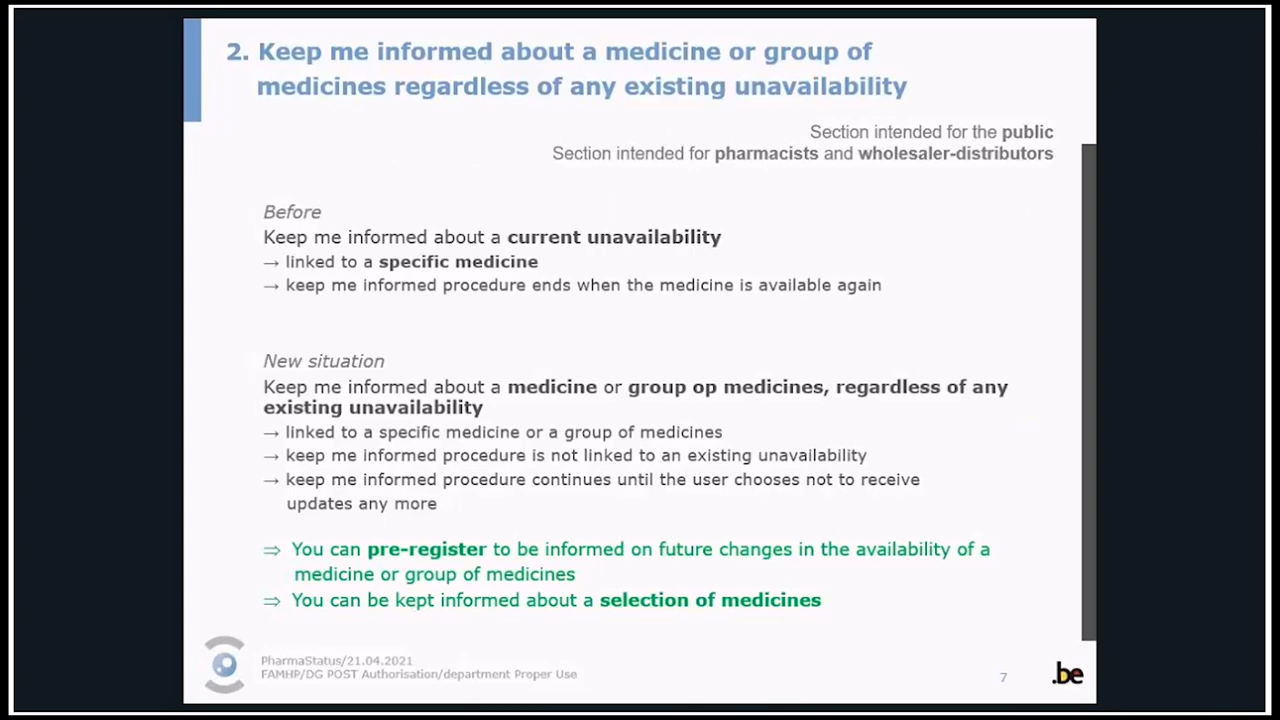 2. Keep me informed about a medicine or group of
medicines regardless of any existing unavailability
Section intended for the public
Section intended for pharmacists and wholesaler-distributors
Before
Keep me informed about a current unavailability
→ linked to a specific medicine
→ keep me informed procedure ends when the medicine is available again
New situation
Keep me informed about a medicine or group op medicines, regardless of any
existing unavailability
→ linked to a specific medicine or a group of medicines
→ keep me informed procedure is not linked to an existing unavailability
→ keep me informed procedure continues until the user chooses not to receive
updates any more
⇒ You can pre-register to be informed on future changes in the availability of a
medicine or group of medicines
⇒ You can be kept informed about a selection of medicines
PharmaStatus/21.04.2021
FAMHP/DG POST Authorisation/department Proper Use
7
.be